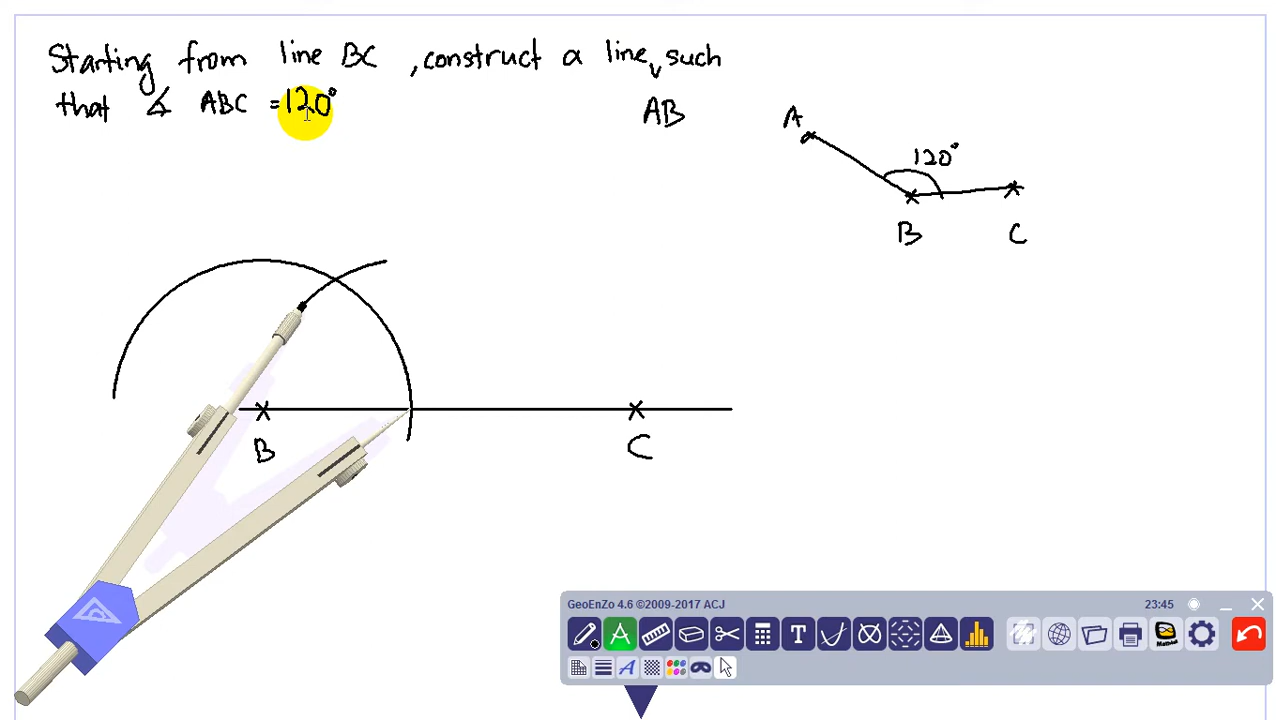 Starting from line BC , construct a line such
that ∡ ABC = 120°
AB
A
120°
B
C
B
C
GeoEnZo 4.6 ©2009-2017 ACJ
23:45
T
A